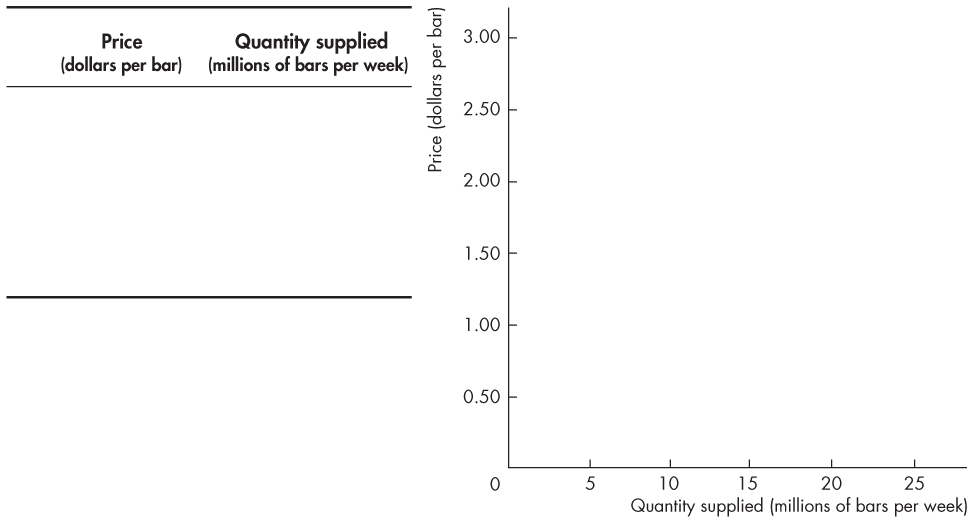 Price
(dollars per bar)
Quantity supplied
(millions of bars per week)
Price (dollars per bar)
3.00
2.50
2.00
1.50
1.00
0.50
0
5
10
15
20
25
Quantity supplied (millions of bars per week)